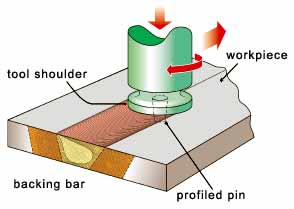 workpiece
tool shoulder
backing bar
profiled pin